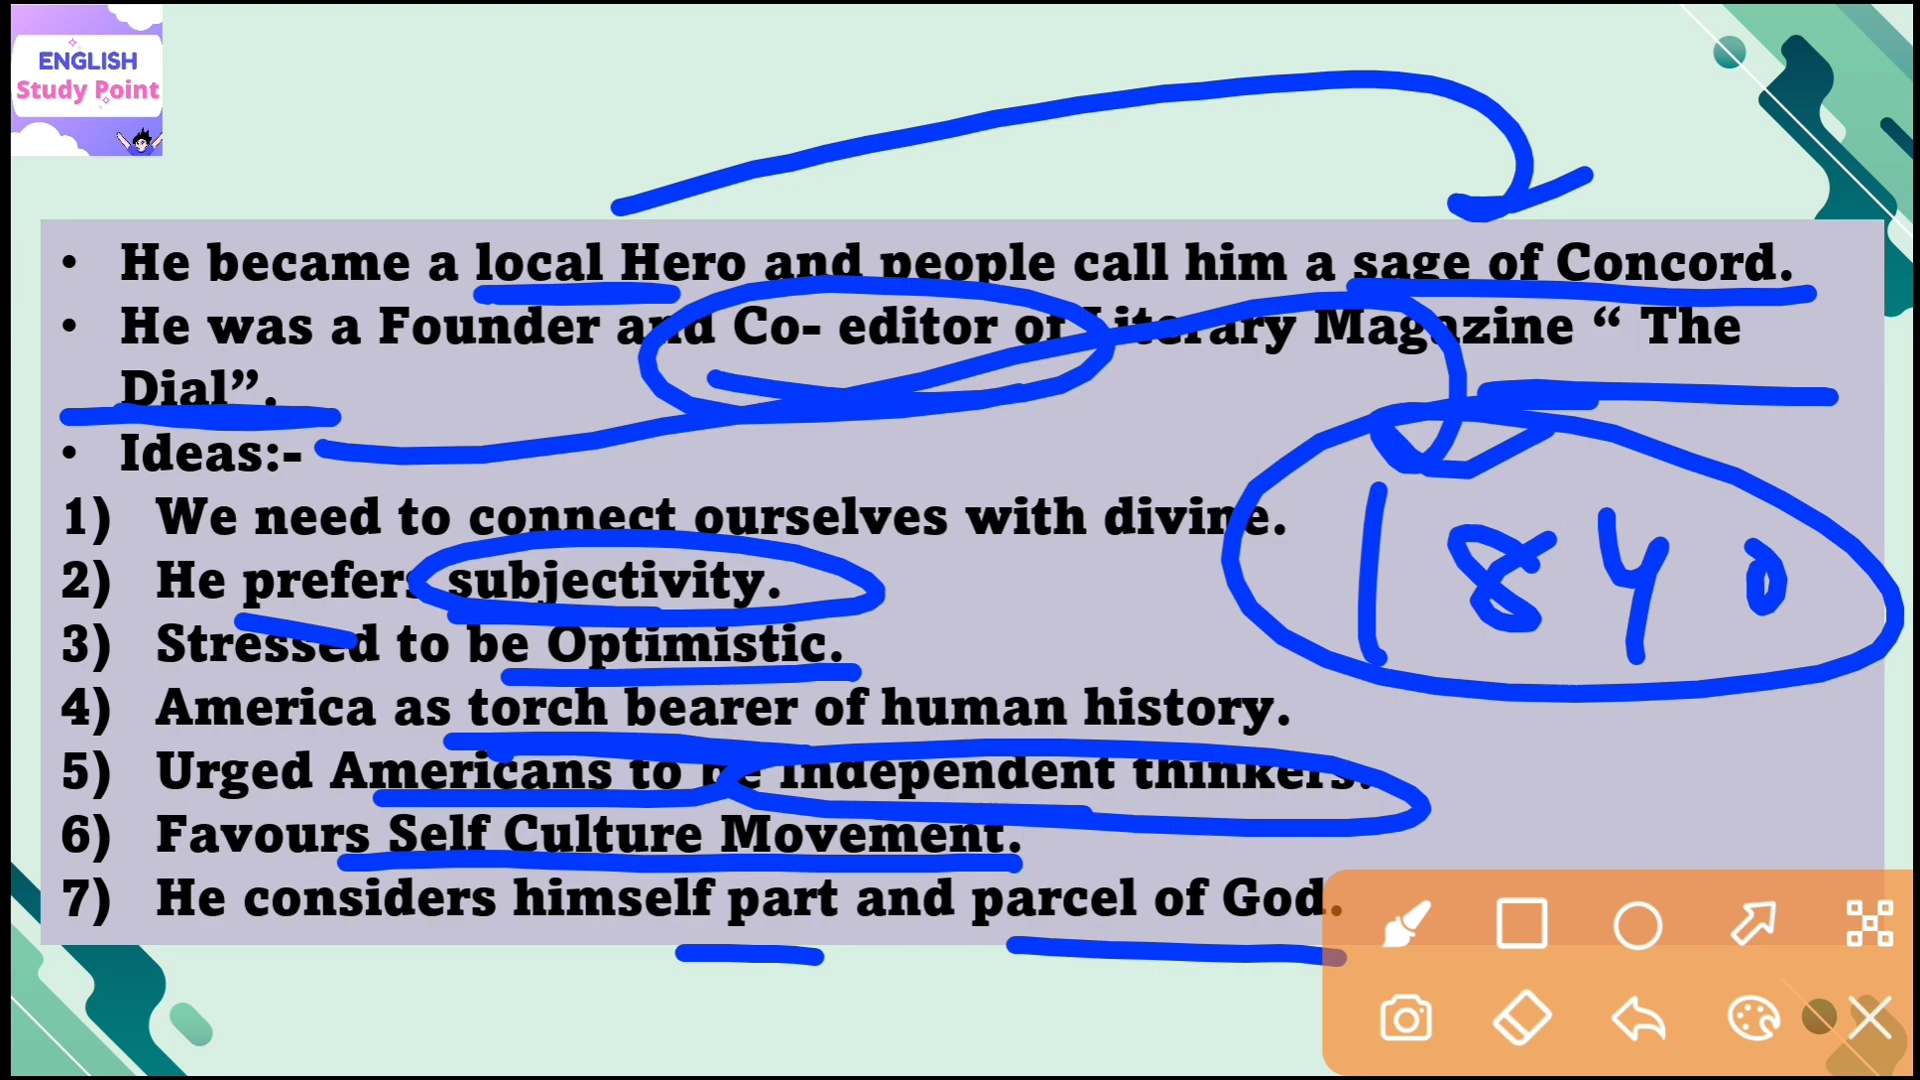 ENGLISH
Study Point
• He became a local Hero and people call him a sage of Concord.
• He was a Founder and Co- editor of Literary Magazine “ The
Dial”.
• Ideas:-
1) We need to connect ourselves with divine.
2) He prefers subjectivity.
3) Stressed to be Optimistic.
4) America as torch bearer of human history.
5) Urged Americans to be Independent thinkers.
6) Favours Self Culture Movement.
7) He considers himself part and parcel of God.
1840